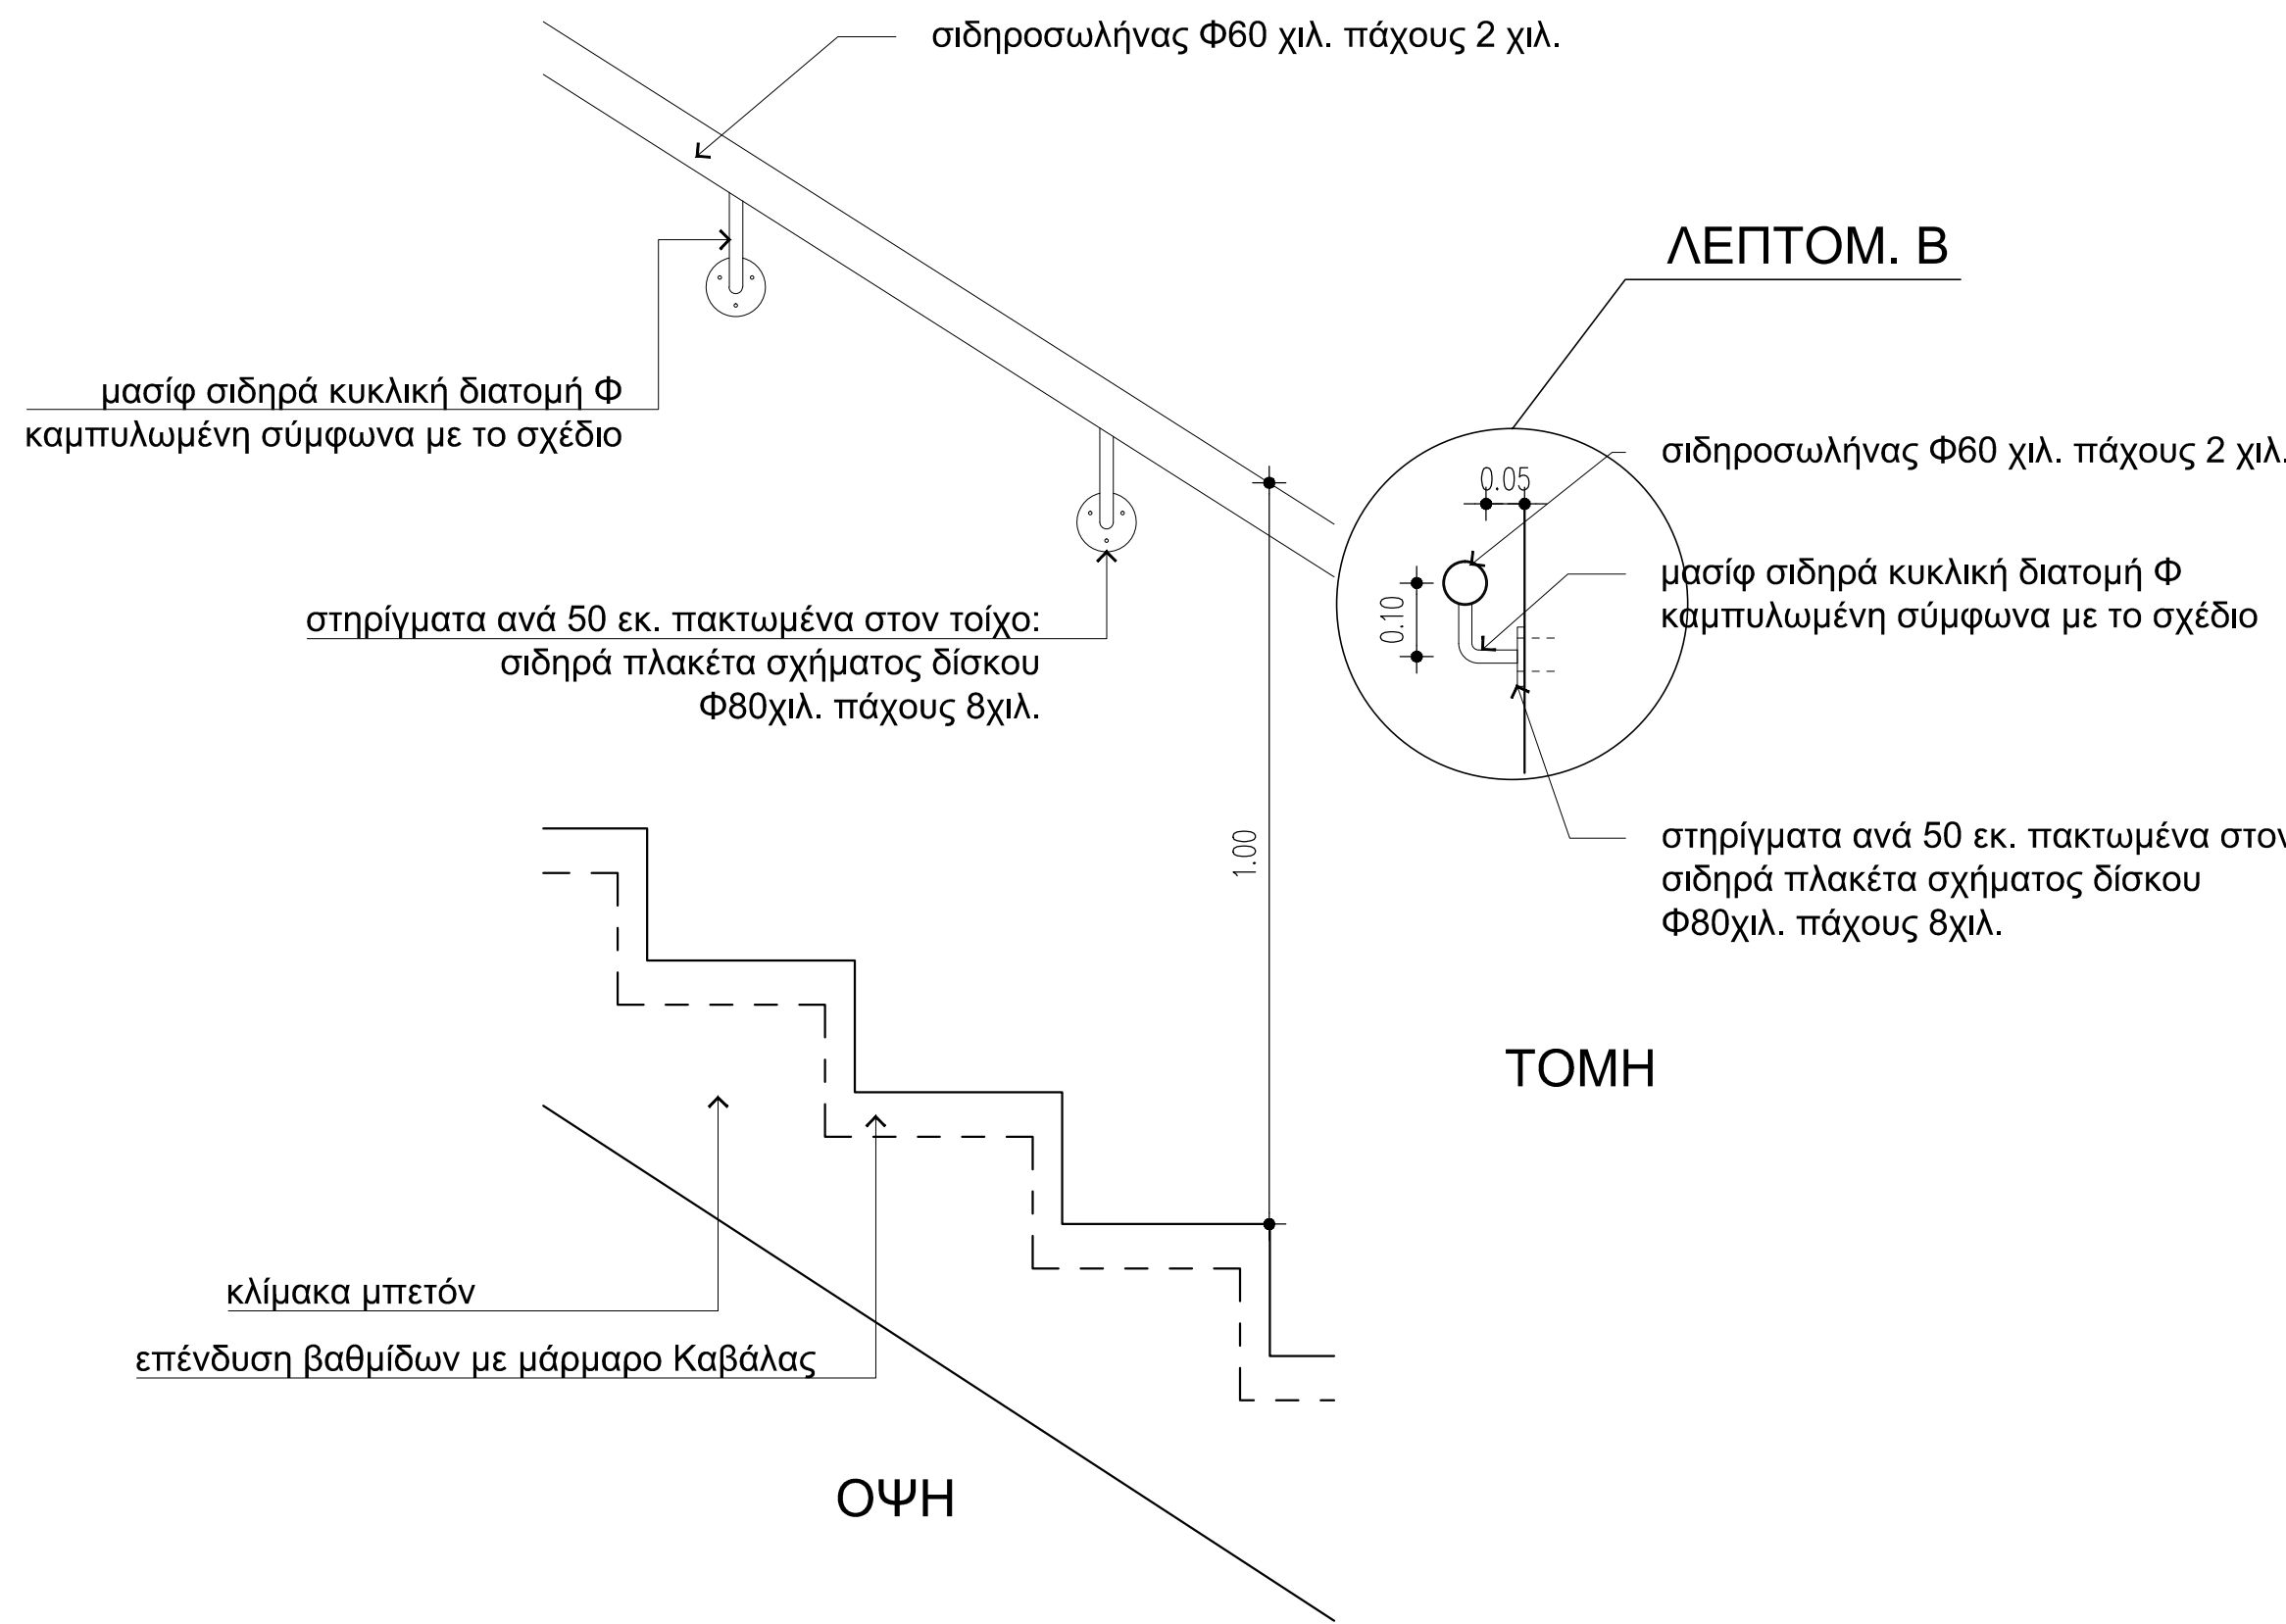 σιδηροσωλήνας Φ60 χιλ. πάχους 2 χιλ.
ΛΕΠΤΟΜ. Β
μασίφ σιδηρά κυκλική διατομή Φ
καμπυλωμένη σύμφωνα με το σχέδιο
σιδηροσωλήνας Φ60 χιλ. πάχους 2 χιλ.
0.05
μασίφ σιδηρά κυκλική διατομή Φ
καμπυλωμένη σύμφωνα με το σχέδιο
0.10
στηρίγματα ανά 50 εκ. πακτωμένα στον τοίχο:
σιδηρά πλακέτα σχήματος δίσκου
Φ80χιλ. πάχους 8χιλ.
στηρίγματα ανά 50 εκ. πακτωμένα στον
σιδηρά πλακέτα σχήματος δίσκου
Φ80χιλ. πάχους 8χιλ.
1.00
ΤΟΜΗ
κλίμακα μπετόν
επένδυση βαθμίδων με μάρμαρο Καβάλας
ΟΨΗ